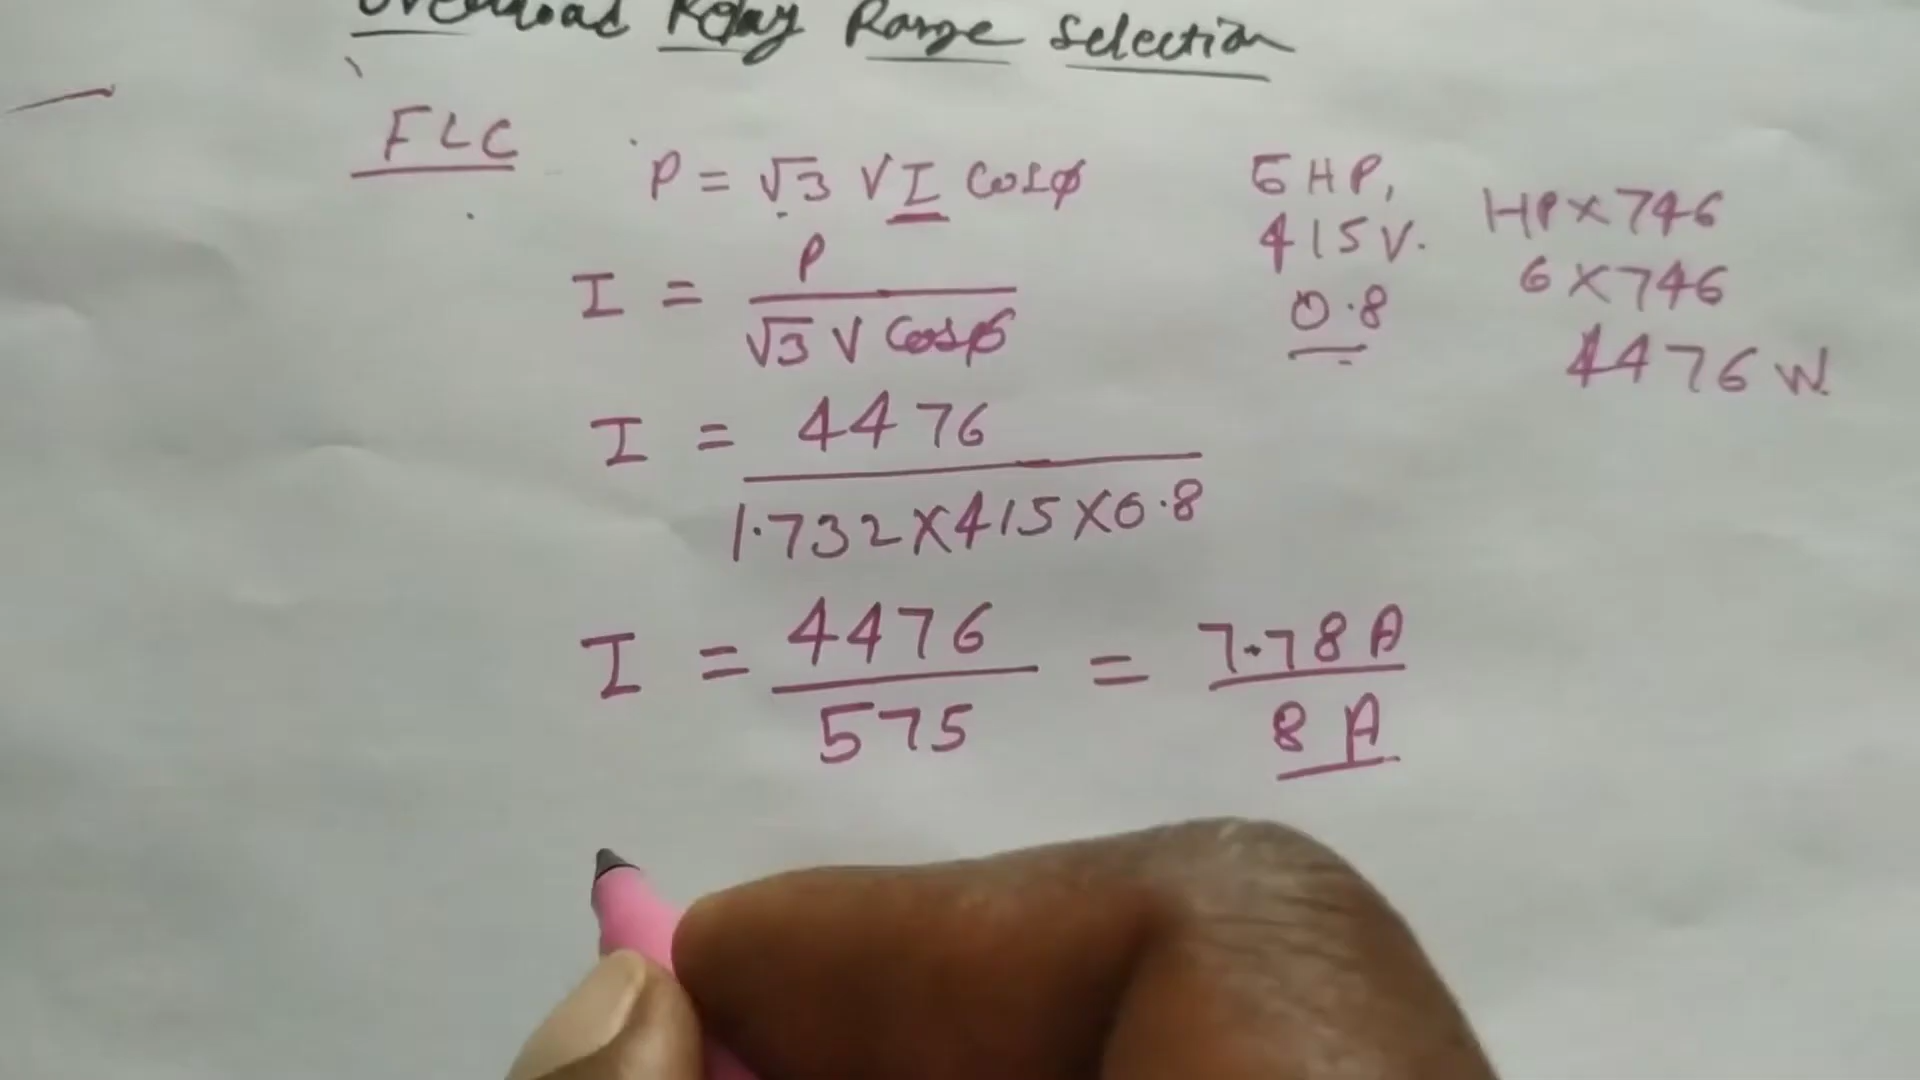 Overload Relay Range Selection
FLC
P = √3 V I Cosϕ
I = P / √3 V Cosϕ
I = 4476 / 1.732×415×0.8
I = 4476 / 575 = 7.78 A
8 A
6 HP,
415 V.
0.8
HP×746
6×746
4476 W